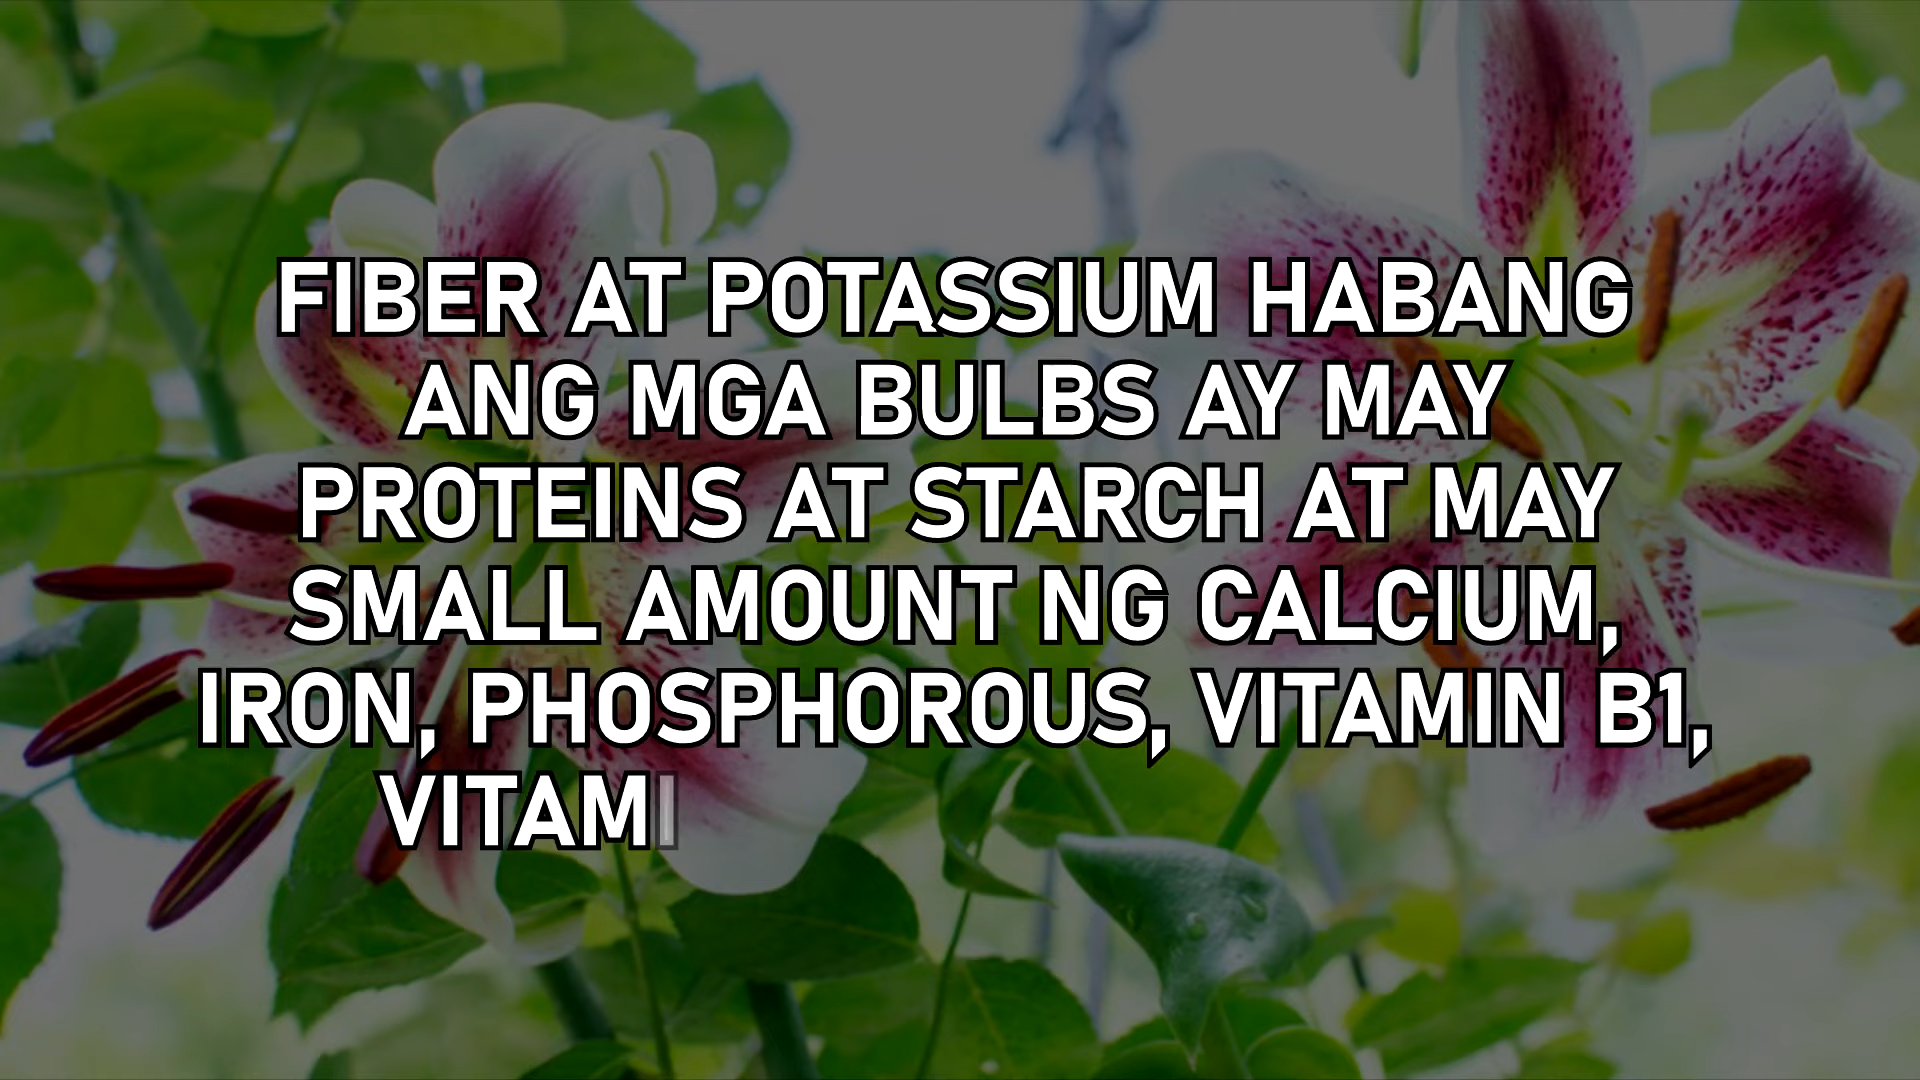 FIBER AT POTASSIUM HABANG
ANG MGA BULBS AY MAY
PROTEINS AT STARCH AT MAY
SMALL AMOUNT NG CALCIUM,
IRON, PHOSPHOROUS, VITAMIN B1,
VITAMI